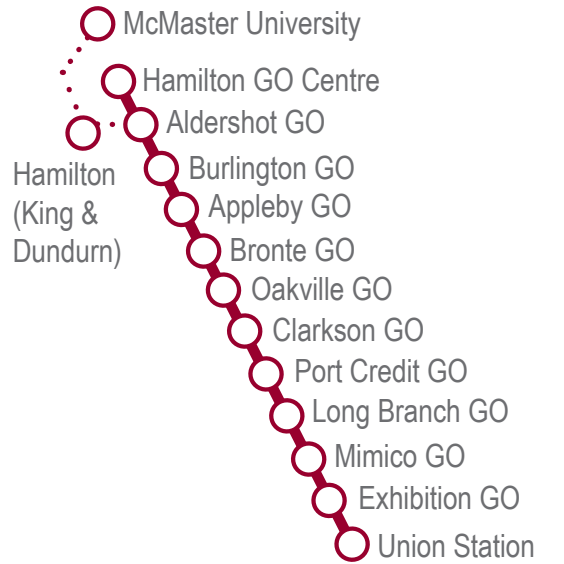 McMaster University
Hamilton GO Centre
Aldershot GO
Hamilton
(King &
Dundurn)
Burlington GO
Appleby GO
Bronte GO
Oakville GO
Clarkson GO
Port Credit GO
Long Branch GO
Mimico GO
Exhibition GO
Union Station